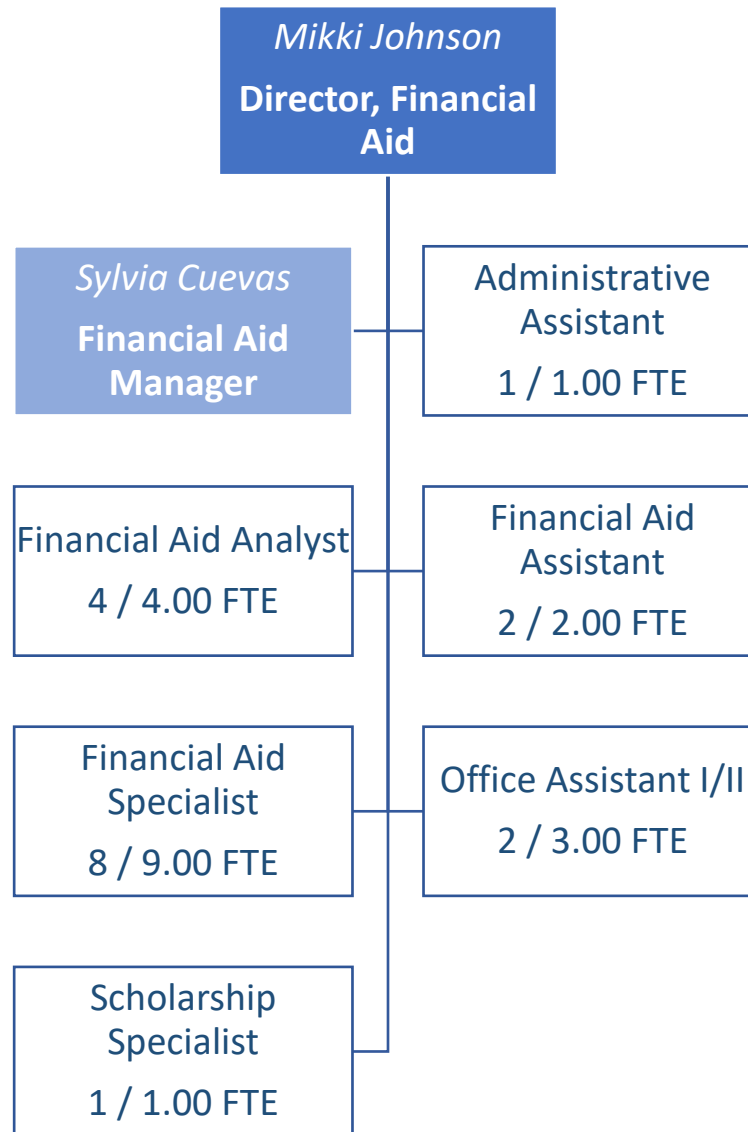 Mikki Johnson
Director, Financial
Aid
Sylvia Cuevas
Financial Aid
Manager
Administrative
Assistant
1 / 1.00 FTE
Financial Aid Analyst
4 / 4.00 FTE
Financial Aid
Assistant
2 / 2.00 FTE
Financial Aid
Specialist
8 / 9.00 FTE
Office Assistant I/II
2 / 3.00 FTE
Scholarship
Specialist
1 / 1.00 FTE